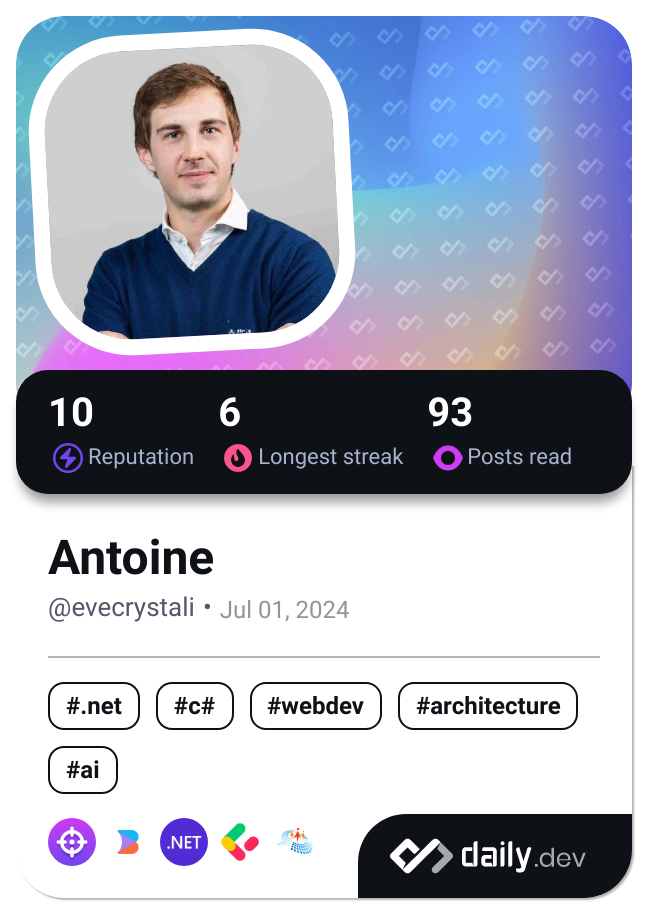 10 6 93
Reputation Longest streak Posts read
Antoine
@evecrystali • Jul 01, 2024
#.net #c# #webdev #architecture
#ai
.NET
daily.dev